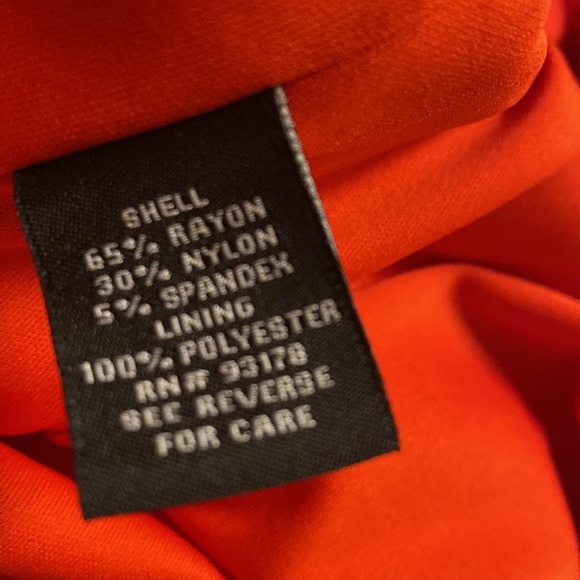 SHELL
65% RAYON
30% NYLON
5% SPANDEX
LINING
100% POLYESTER
RN# 93178
SEE REVERSE
FOR CARE